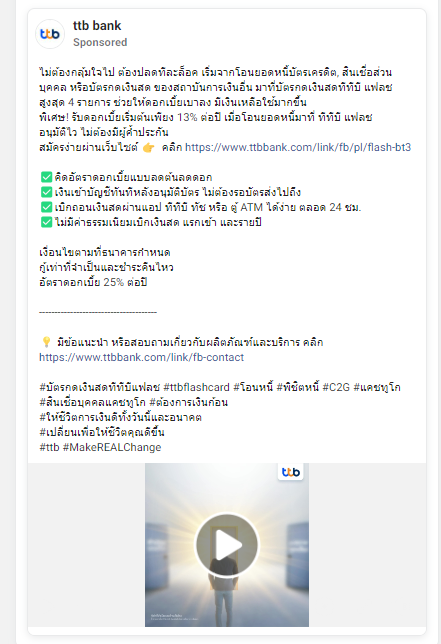 ttb bank
Sponsored
ttb
ไม่ต้องกลุ้มใจไป ต้องปลดทีละล็อค เริ่มจากโอนยอดหนี้บัตรเครดิต, สินเชื่อส่วน
บุคคล หรือบัตรกดเงินสด ของสถาบันการเงินอื่น มาที่บัตรกดเงินสดทีทีบี แฟลช
สูงสุด 4 รายการ ช่วยให้ดอกเบี้ยเบาลง มีเงินเหลือใช้มากขึ้น
พิเศษ! รับดอกเบี้ยเริ่มต้นเพียง 13% ต่อปี เมื่อโอนยอดหนี้มาที่ ทีทีบี แฟลช
อนุมัติไว ไม่ต้องมีผู้ค้ำประกัน
สมัครง่ายผ่านเว็บไซต์ 👉 คลิก https://www.ttbbank.com/link/fb/pl/flash-bt3
✅คิดอัตราดอกเบี้ยแบบลดต้นลดดอก
✅เงินเข้าบัญชีทันทีหลังอนุมัติบัตร ไม่ต้องรอบัตรส่งไปถึง
✅เบิกถอนเงินสดผ่านแอป ทีทีบี ทัช หรือ ตู้ ATM ได้ง่าย ตลอด 24 ชม.
✅ไม่มีค่าธรรมเนียมเบิกเงินสด แรกเข้า และรายปี
เงื่อนไขตามที่ธนาคารกำหนด
กู้เท่าที่จำเป็นและชำระคืนไหว
อัตราดอกเบี้ย 25% ต่อปี
------------------------------------
💡 มีข้อแนะนำ หรือสอบถามเกี่ยวกับผลิตภัณฑ์และบริการ คลิก
https://www.ttbbank.com/link/fb-contact
#บัตรกดเงินสดทีทีบีแฟลช #ttbflashcard #โอนหนี้ #พิชิตหนี้ #C2G #แคชทูโก
#สินเชื่อบุคคลแคชทูโก #ต้องการเงินก้อน
#ให้ชีวิตการเงินดีทั้งวันนี้และอนาคต
#เปลี่ยนเพื่อให้ชีวิตคุณดีขึ้น
#ttb #MakeREALChange
ttb